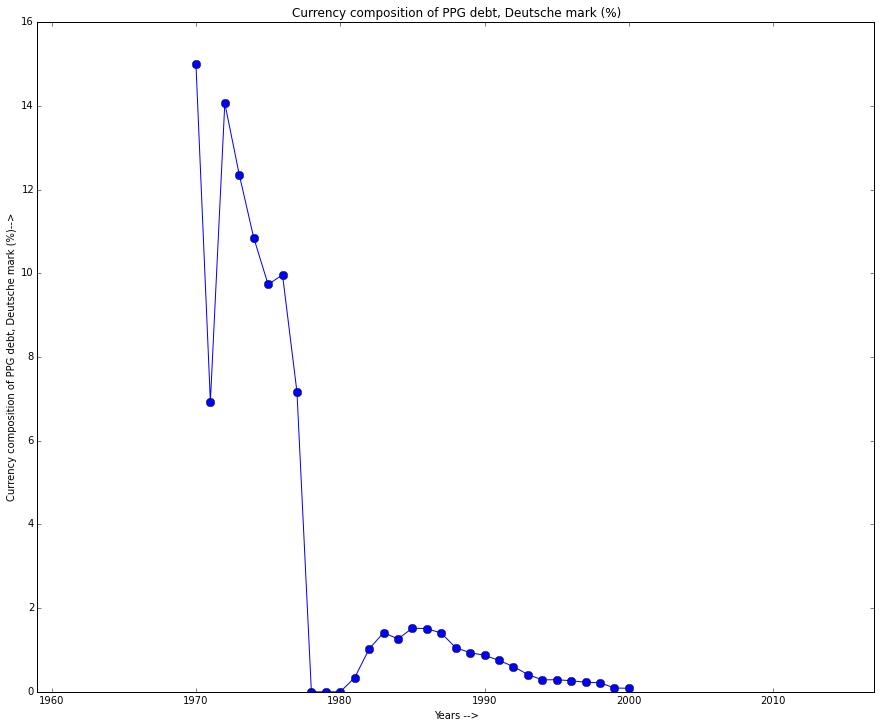 Currency composition of PPG debt, Deutsche mark (%)
16
14
12
10
8
6
4
2
0
Currency composition of PPG debt, Deutsche mark (%)-->
1960 1970 1980 1990 2000 2010
Years -->